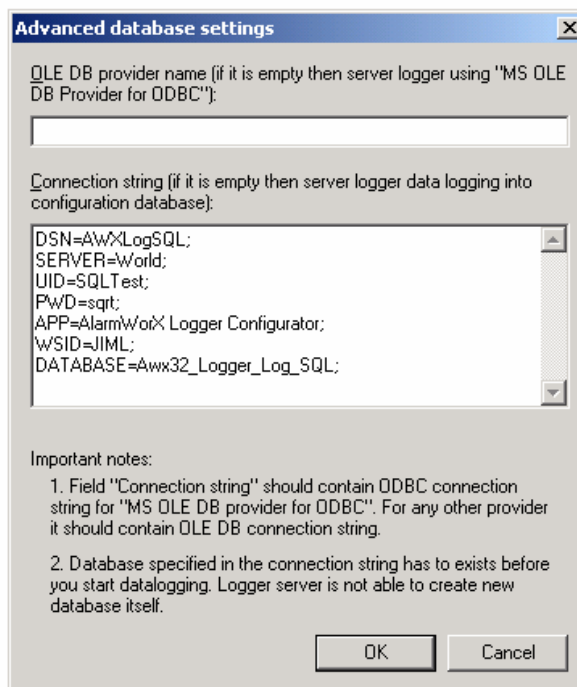 Advanced database settings
OLE DB provider name (if it is empty then server logger using "MS OLE
DB Provider for ODBC"):
Connection string (if it is empty then server logger data logging into
configuration database):
DSN=AWXLogSQL;
SERVER=World;
UID=SQLTest;
PWD=sqrt;
APP=AlarmWorX Logger Configurator;
WSID=JIML;
DATABASE=Awx32_Logger_Log_SQL;
Important notes:
1. Field "Connection string" should contain ODBC connection
string for "MS OLE DB provider for ODBC". For any other provider
it should contain OLE DB connection string.
2. Database specified in the connection string has to exists before
you start datalogging. Logger server is not able to create new
database itself.
OK Cancel